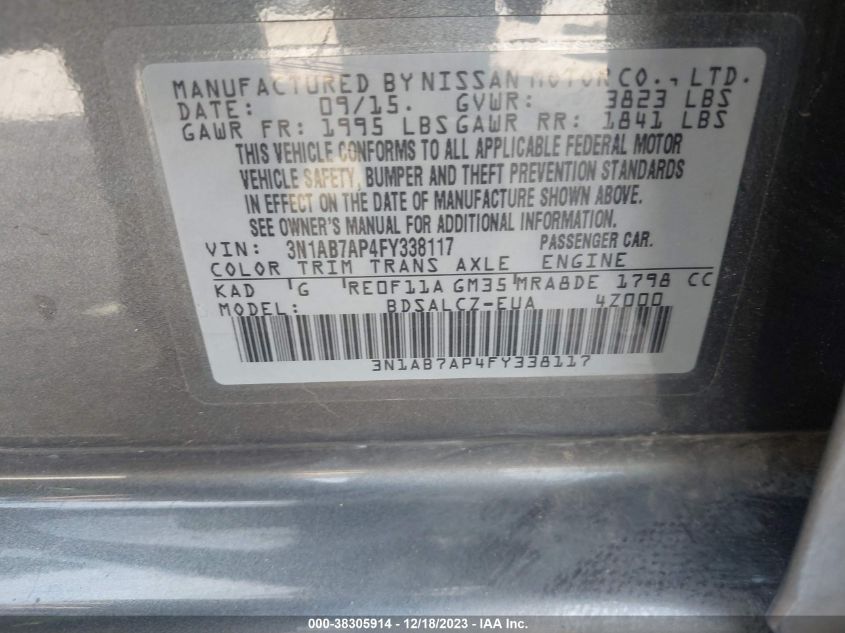 MANUFACTURED BY NISSAN MOTOR CO., LTD.
DATE: 09/15. GVWR: 3823 LBS
GAWR FR: 1995 LBS GAWR RR: 1841 LBS
THIS VEHICLE CONFORMS TO ALL APPLICABLE FEDERAL MOTOR
VEHICLE SAFETY, BUMPER AND THEFT PREVENTION STANDARDS
IN EFFECT ON THE DATE OF MANUFACTURE SHOWN ABOVE.
SEE OWNER'S MANUAL FOR ADDITIONAL INFORMATION.
VIN: 3N1AB7AP4FY338117 PASSENGER CAR.
COLOR TRIM TRANS AXLE ENGINE
KAD G RE0F11A GM35 MRA8DE 1798 CC
MODEL: BDSALCZ-EUA 4Z000
3N1AB7AP4FY338117
000-38305914 - 12/18/2023 - IAA Inc.